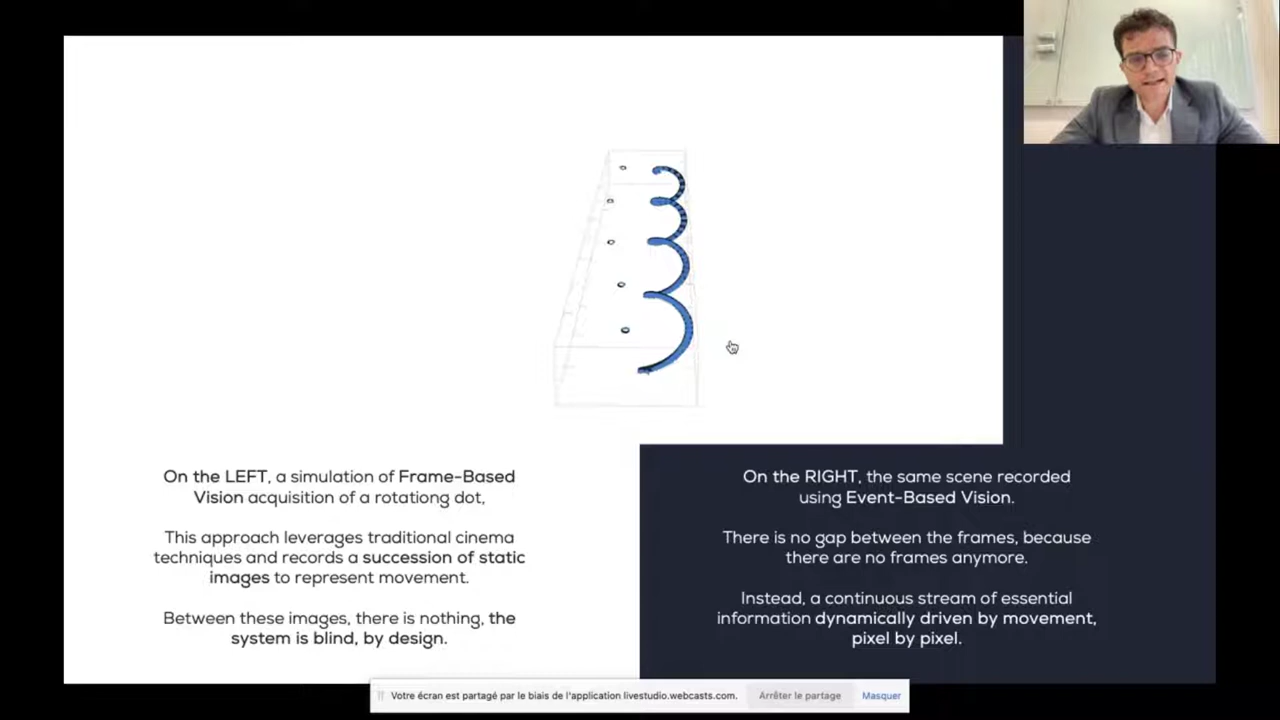 On the LEFT, a simulation of Frame-Based
Vision acquisition of a rotationg dot,
This approach leverages traditional cinema
techniques and records a succession of static
images to represent movement.
Between these images, there is nothing, the
system is blind, by design.
On the RIGHT, the same scene recorded
using Event-Based Vision.
There is no gap between the frames, because
there are no frames anymore.
Instead, a continuous stream of essential
information dynamically driven by movement,
pixel by pixel.
Votre écran est partagé par le biais de l'application livestudio.webcasts.com.
Arrêter le partage
Masquer